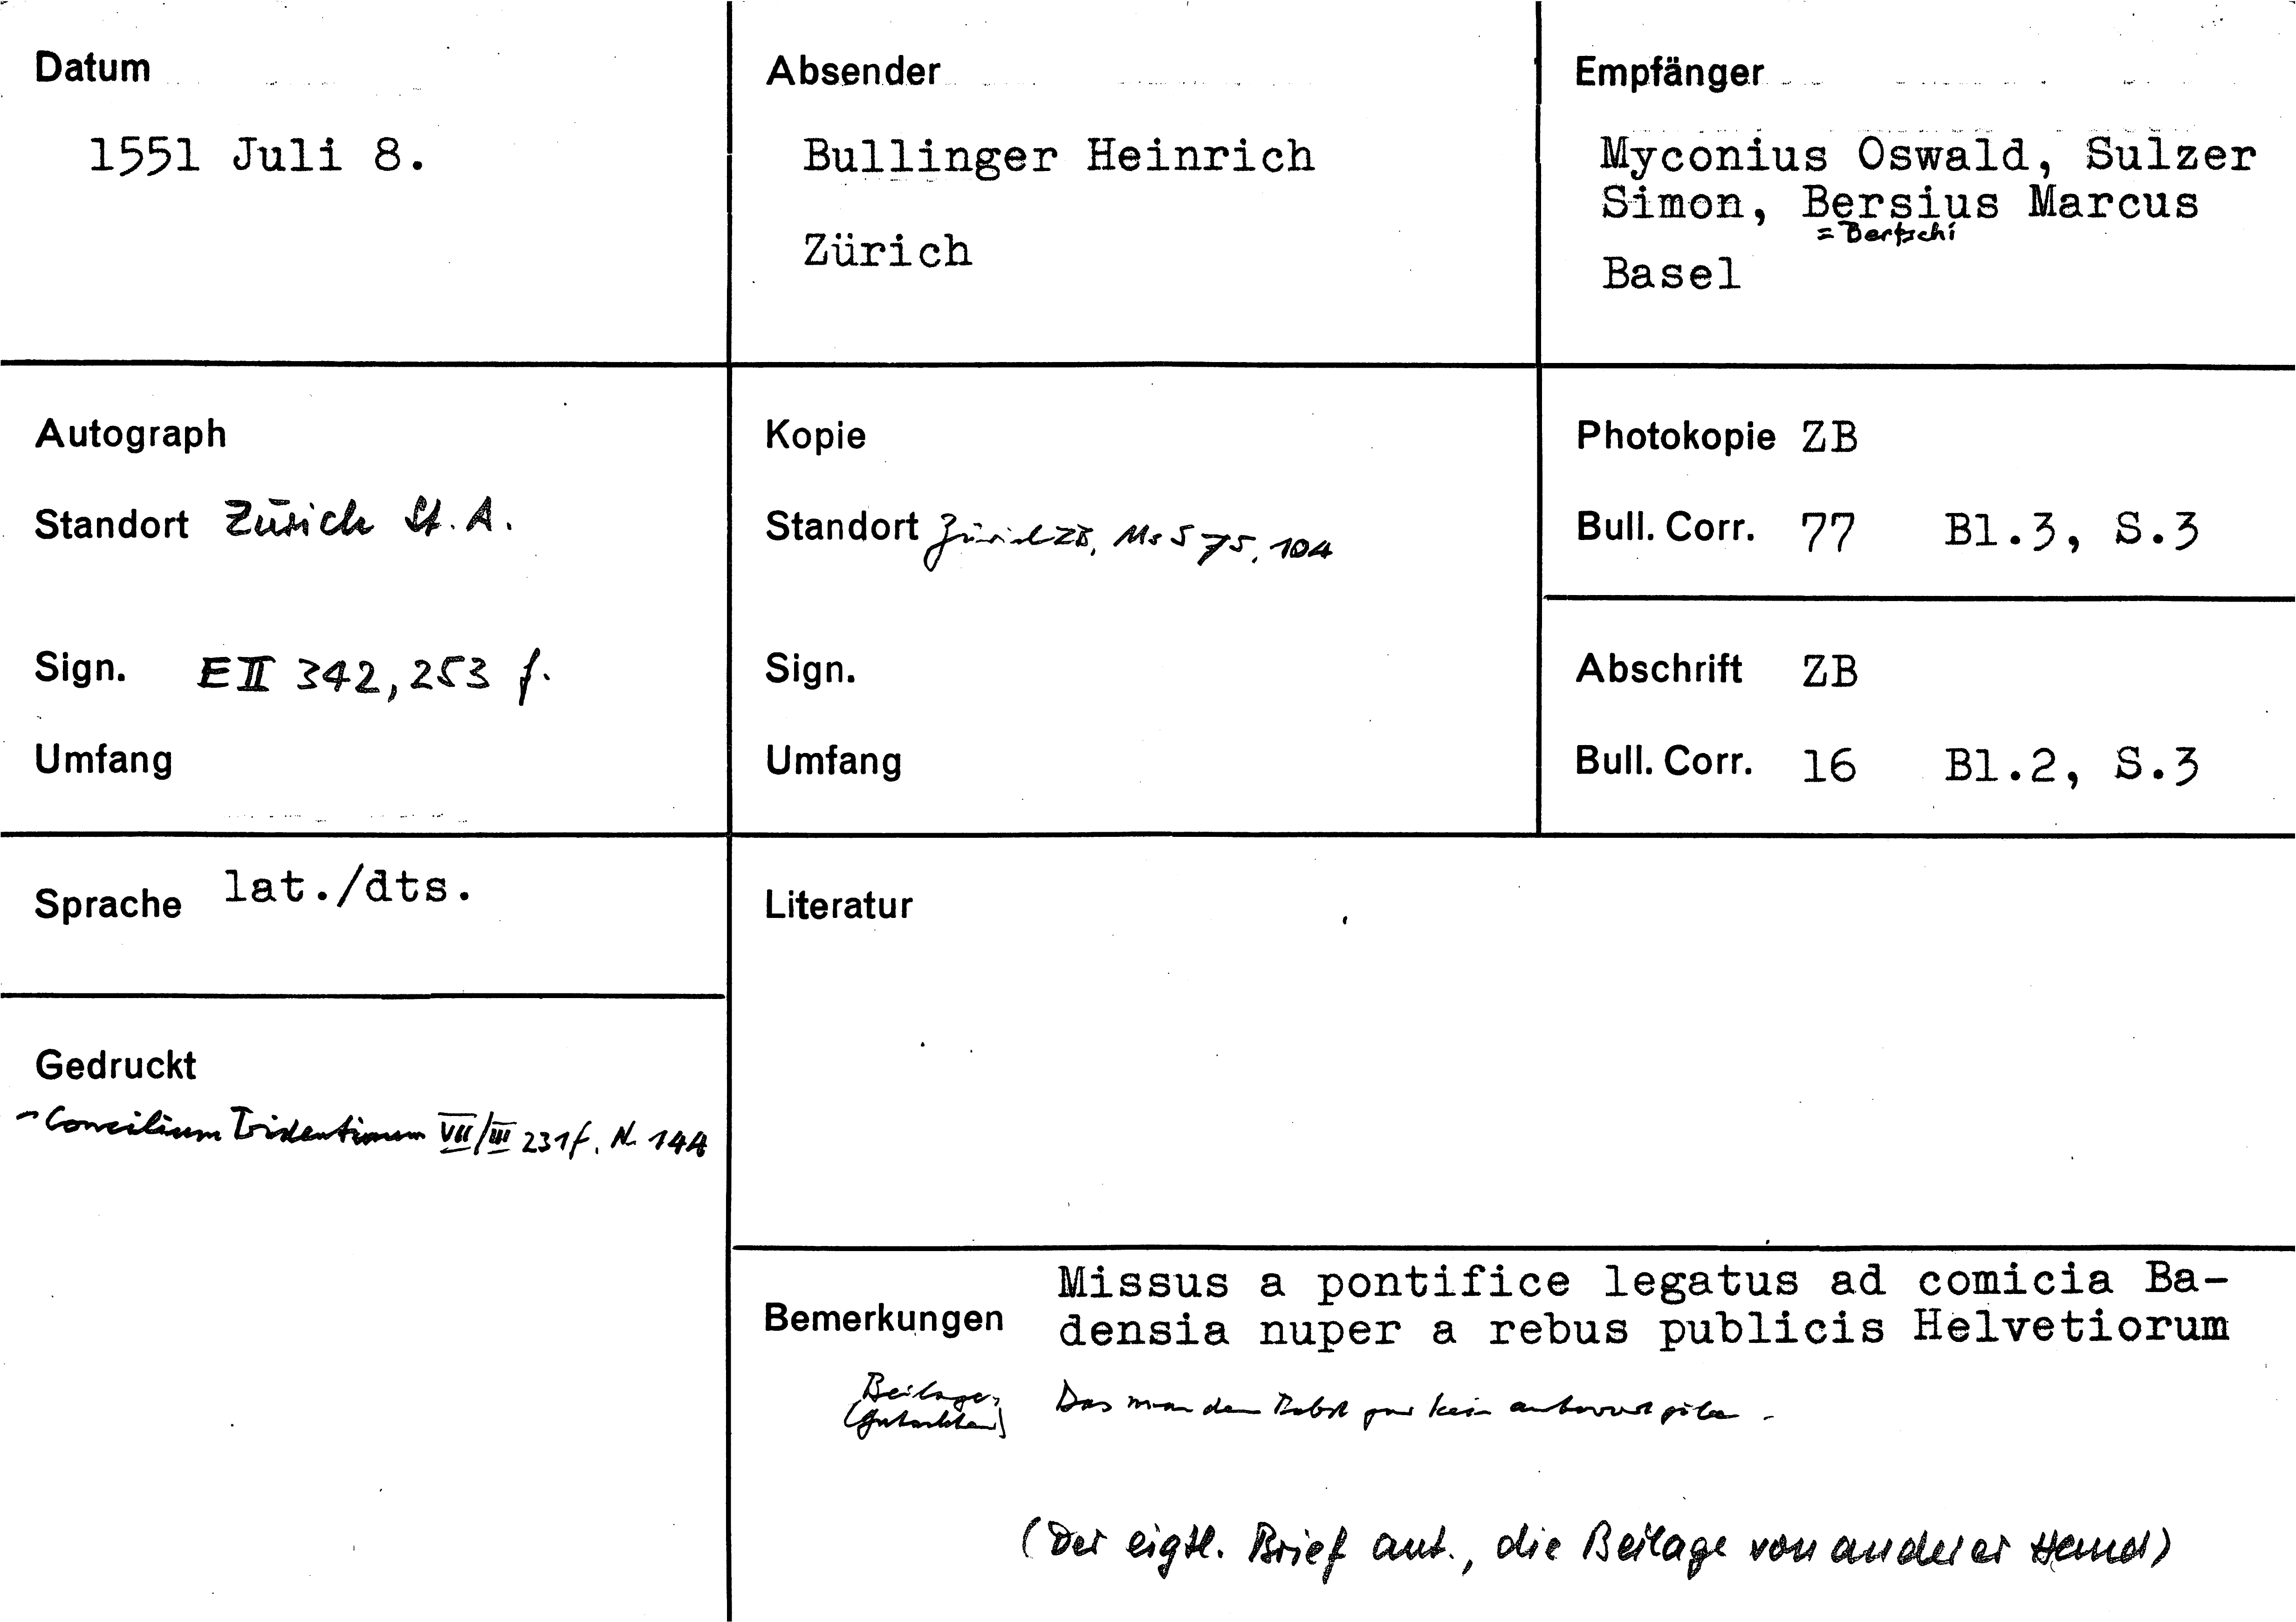 Datum
1551 Juli 8.
Absender
Bullinger Heinrich
Zürich
Empfänger
Myconius Oswald, Sulzer
Simon, Bersius Marcus
= Bertschi
Basel
Autograph
Standort Zürich St. A.
Sign. E II 342, 253 f.
Umfang
Kopie
Standort Zürich ZB, Ms S 75, 104
Sign.
Umfang
Photokopie ZB
Bull. Corr. 77 Bl.3, S.3
Abschrift ZB
Bull. Corr. 16 Bl.2, S.3
Sprache lat./dts.
Literatur
Gedruckt
- Concilium Tridentinum VII/III 231f. N. 144
Bemerkungen
Missus a pontifice legatus ad comicia Ba-
densia nuper a rebus publicis Helvetiorum
Beilage:
(Gutachten)
Das man dem Babst gar kein antwort gäbe.
(Der eigtl. Brief aut., die Beilage von anderer Hand)